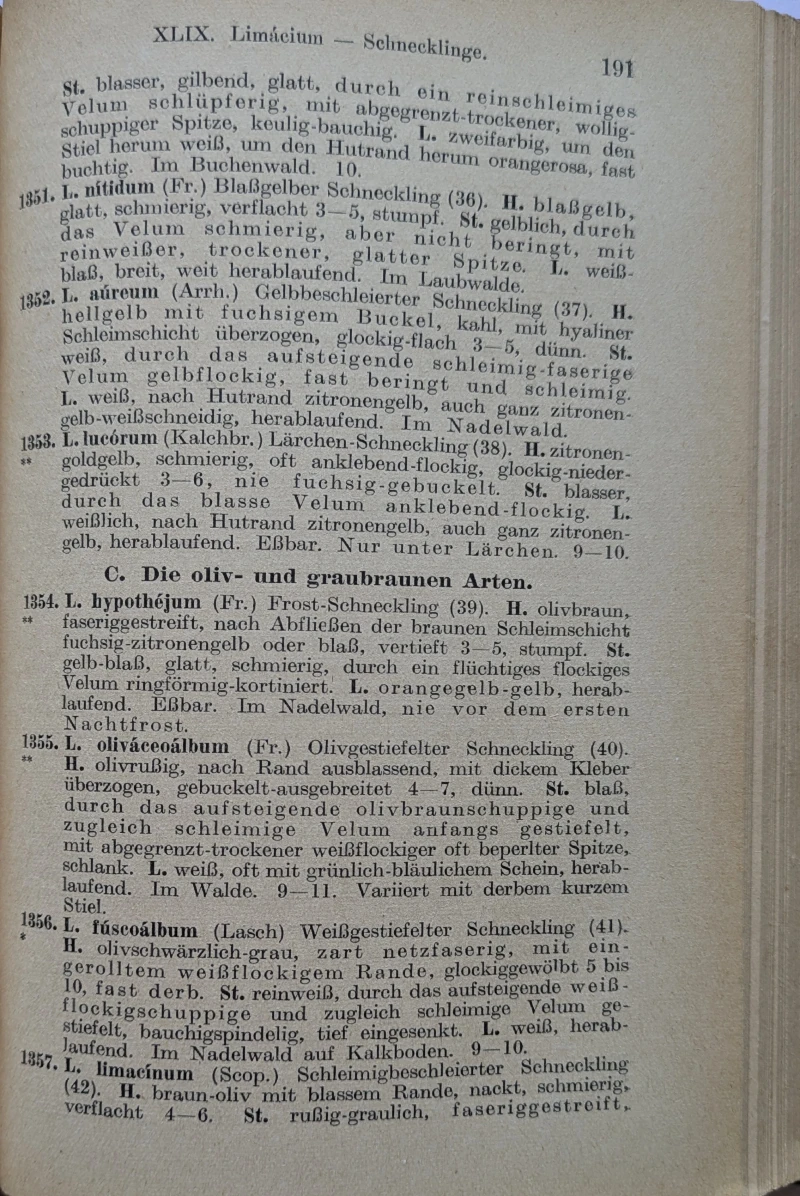 XLIX. Limácium — Schnecklinge.
191
St. blasser, gilbend, glatt, durch ein reinschleimiges
Velum schlüpferig, mit abgegrenzt-trockener, wollig-
schuppiger Spitze, keulig-bauchig. L. zweifarbig, um den
Stiel herum weiß, um den Hutrand herum orangerosa, fast
buchtig. Im Buchenwald. 10.
1351. L. nítidum (Fr.) Blaßgelber Schneckling (36). H. blaßgelb,
glatt, schmierig, verflacht 3—5, stumpf. St. gelblich, durch
das Velum schmierig, aber nicht beringt, mit
reinweißer, trockener, glatter Spitze. L. weiß-
blaß, breit, weit herablaufend. Im Laubwalde.
1352. L. aúreum (Arrh.) Gelbbeschleierter Schneckling (37). H.
hellgelb mit fuchsigem Buckel, kahl, mit hyaliner
Schleimschicht überzogen, glockig-flach 3—5, dünn. St.
weiß, durch das aufsteigende schleimig-faserige
Velum gelbflockig, fast beringt und schleimig.
L. weiß, nach Hutrand zitronengelb, auch ganz zitronen-
gelb-weißschneidig, herablaufend. Im Nadelwald.
1353. L. lucórum (Kalchbr.) Lärchen-Schneckling (38). H. zitronen-
** goldgelb, schmierig, oft anklebend-flockig, glockig-nieder-
gedrückt 3—6, nie fuchsig-gebuckelt. St. blasser,
durch das blasse Velum anklebend-flockig. L.
weißlich, nach Hutrand zitronengelb, auch ganz zitronen-
gelb, herablaufend. Eßbar. Nur unter Lärchen. 9—10.
C. Die oliv- und graubraunen Arten.
1354. L. hypothéjum (Fr.) Frost-Schneckling (39). H. olivbraun,
** faseriggestreift, nach Abfließen der braunen Schleimschicht
fuchsig-zitronengelb oder blaß, vertieft 3—5, stumpf. St.
gelb-blaß, glatt, schmierig, durch ein flüchtiges flockiges
Velum ringförmig-kortiniert. L. orangegelb-gelb, herab-
laufend. Eßbar. Im Nadelwald, nie vor dem ersten
Nachtfrost.
1355. L. oliváceoálbum (Fr.) Olivgestiefelter Schneckling (40).
** H. olivrußig, nach Rand ausblassend, mit dickem Kleber
überzogen, gebuckelt-ausgebreitet 4—7, dünn. St. blaß,
durch das aufsteigende olivbraunschuppige und
zugleich schleimige Velum anfangs gestiefelt,
mit abgegrenzt-trockener weißflockiger oft beperlter Spitze,
schlank. L. weiß, oft mit grünlich-bläulichem Schein, herab-
laufend. Im Walde. 9—11. Variiert mit derbem kurzem
Stiel.
1356. L. fúscoálbum (Lasch) Weißgestiefelter Schneckling (41).
* H. olivschwärzlich-grau, zart netzfaserig, mit ein-
gerolltem weißflockigem Rande, glockiggewölbt 5 bis
10, fast derb. St. reinweiß, durch das aufsteigende weiß-
flockigschuppige und zugleich schleimige Velum ge-
stiefelt, bauchigspindelig, tief eingesenkt. L. weiß, herab-
laufend. Im Nadelwald auf Kalkboden. 9—10.
1357. L. limacínum (Scop.) Schleimigbeschleierter Schneckling
(42). H. braun-oliv mit blassem Rande, nackt, schmierig,
verflacht 4—6. St. rußig-graulich, faseriggestreift,